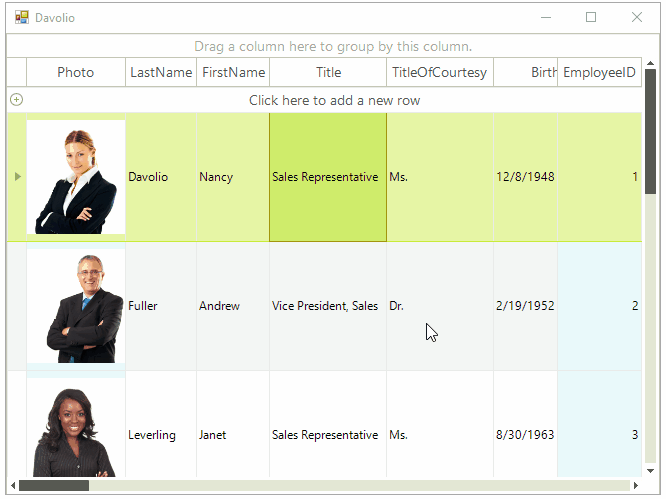 Davolio
Drag a column here to group by this column.
Photo LastName FirstName Title TitleOfCourtesy Birth EmployeeID
Click here to add a new row
Davolio Nancy Sales Representative Ms. 12/8/1948 1
Fuller Andrew Vice President, Sales Dr. 2/19/1952 2
Leverling Janet Sales Representative Ms. 8/30/1963 3